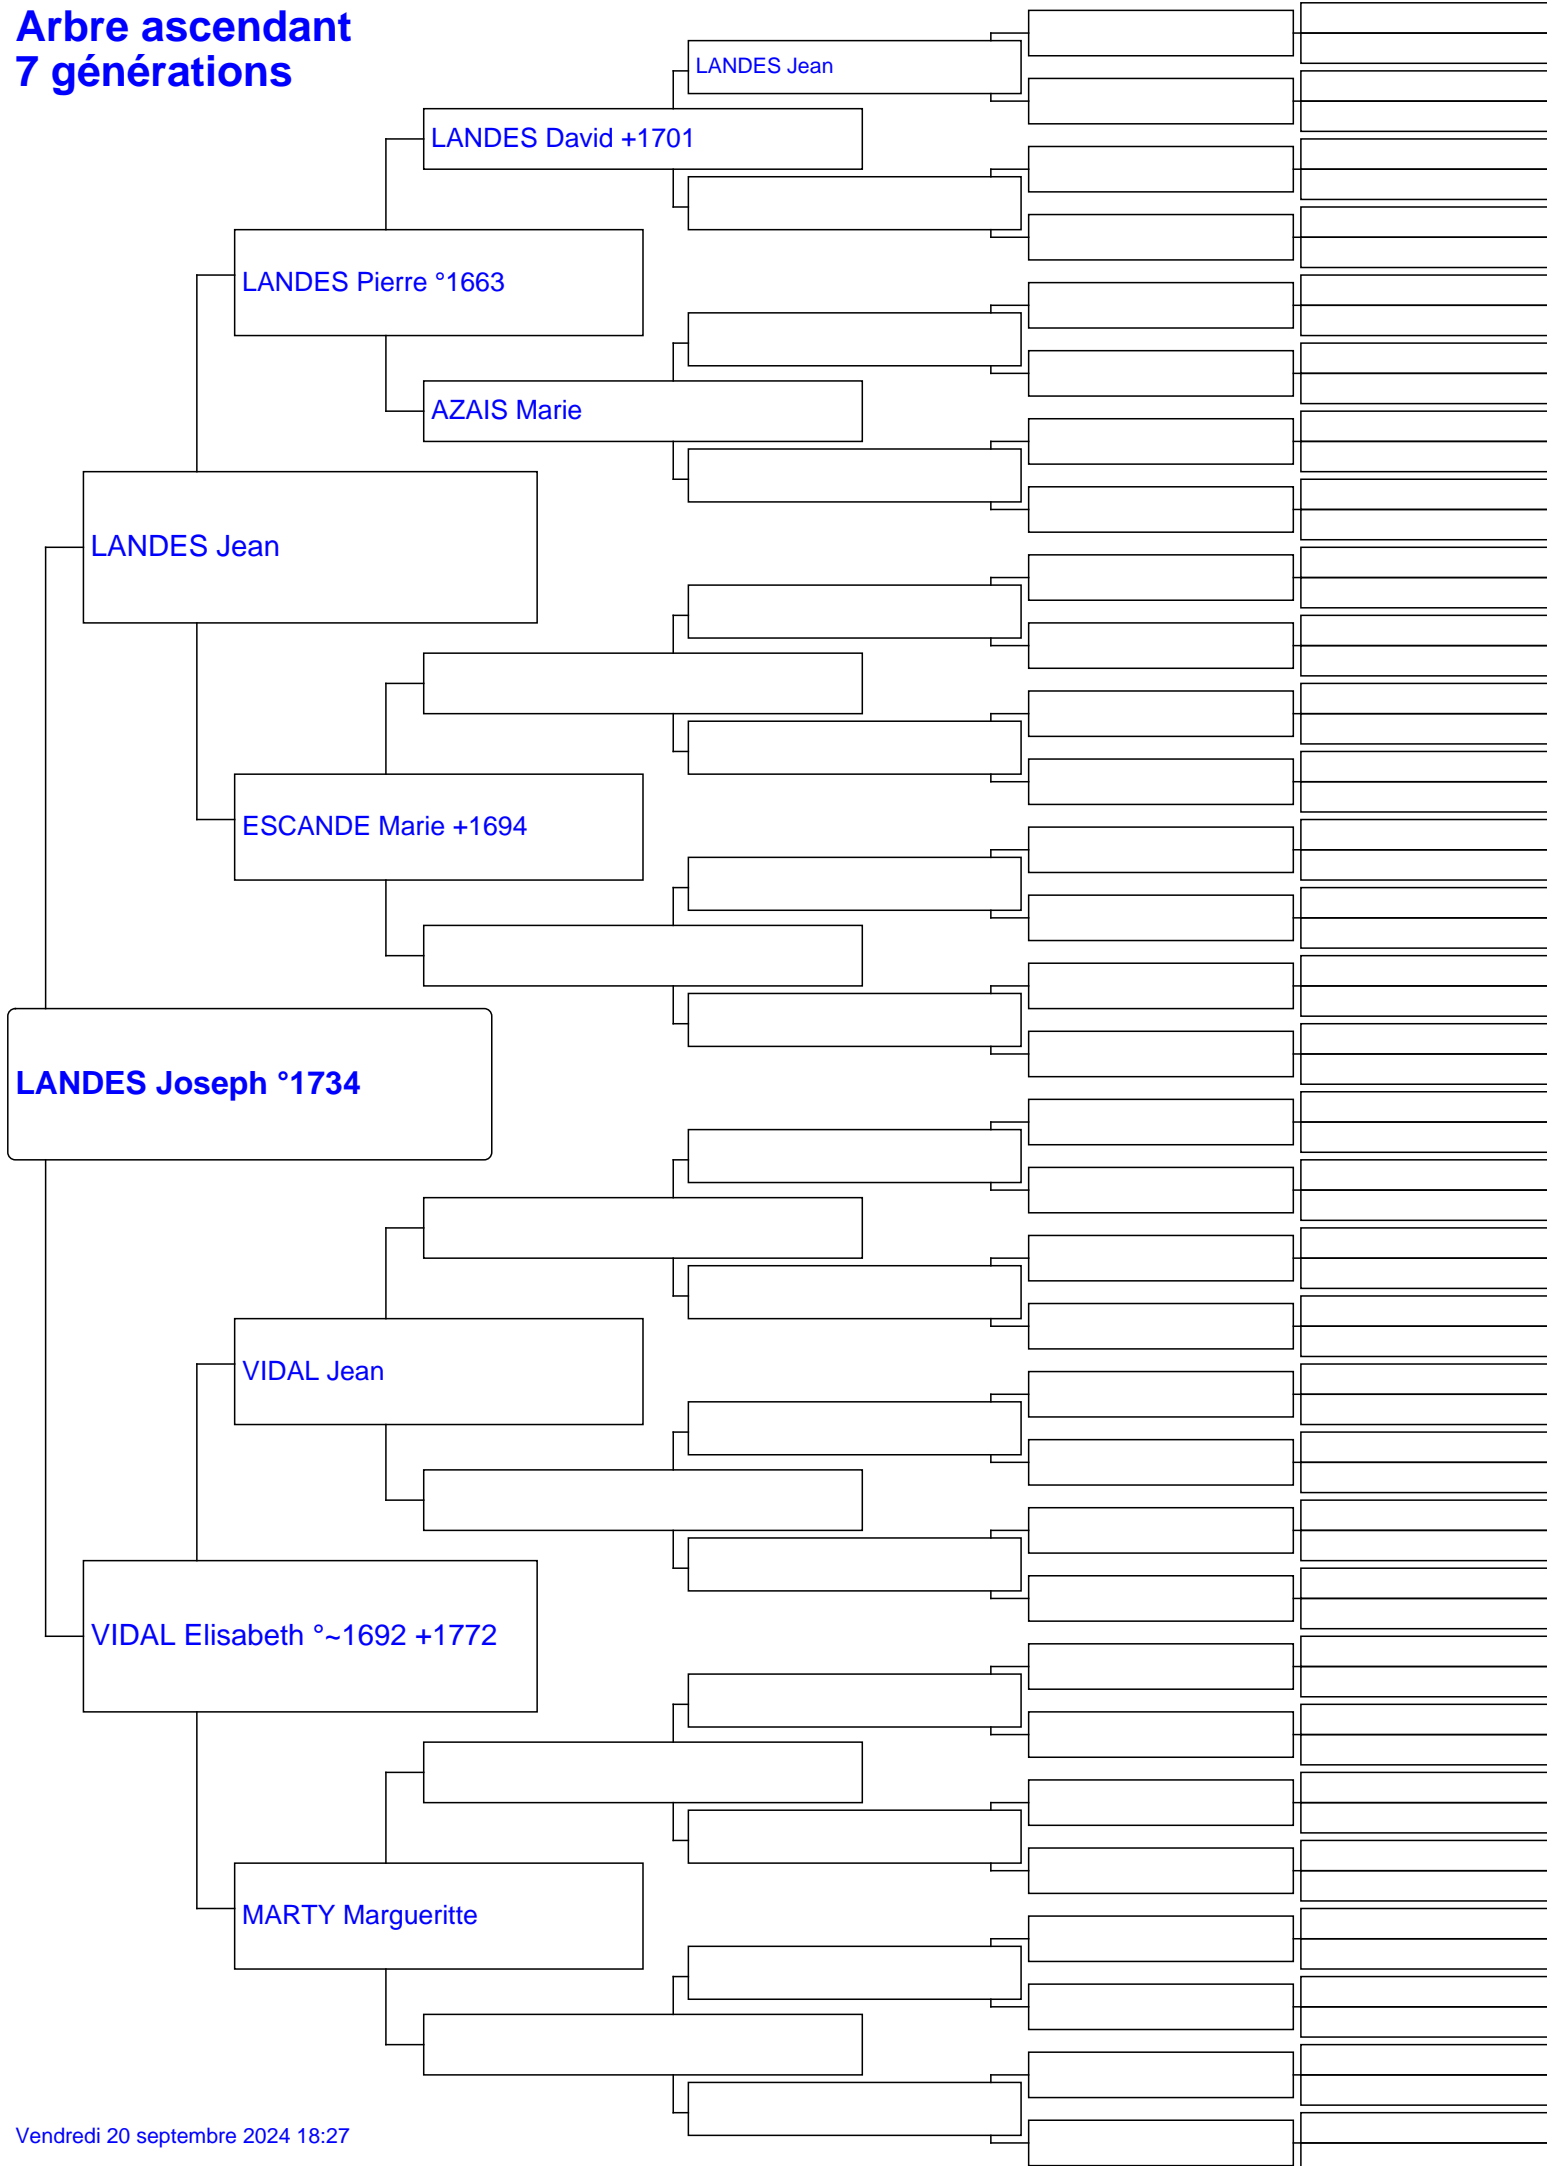 Arbre ascendant
7 générations
LANDES Jean
LANDES David +1701
LANDES Pierre °1663
AZAIS Marie
LANDES Jean
ESCANDE Marie +1694
LANDES Joseph °1734
VIDAL Jean
VIDAL Elisabeth °~1692 +1772
MARTY Margueritte
Vendredi 20 septembre 2024 18:27